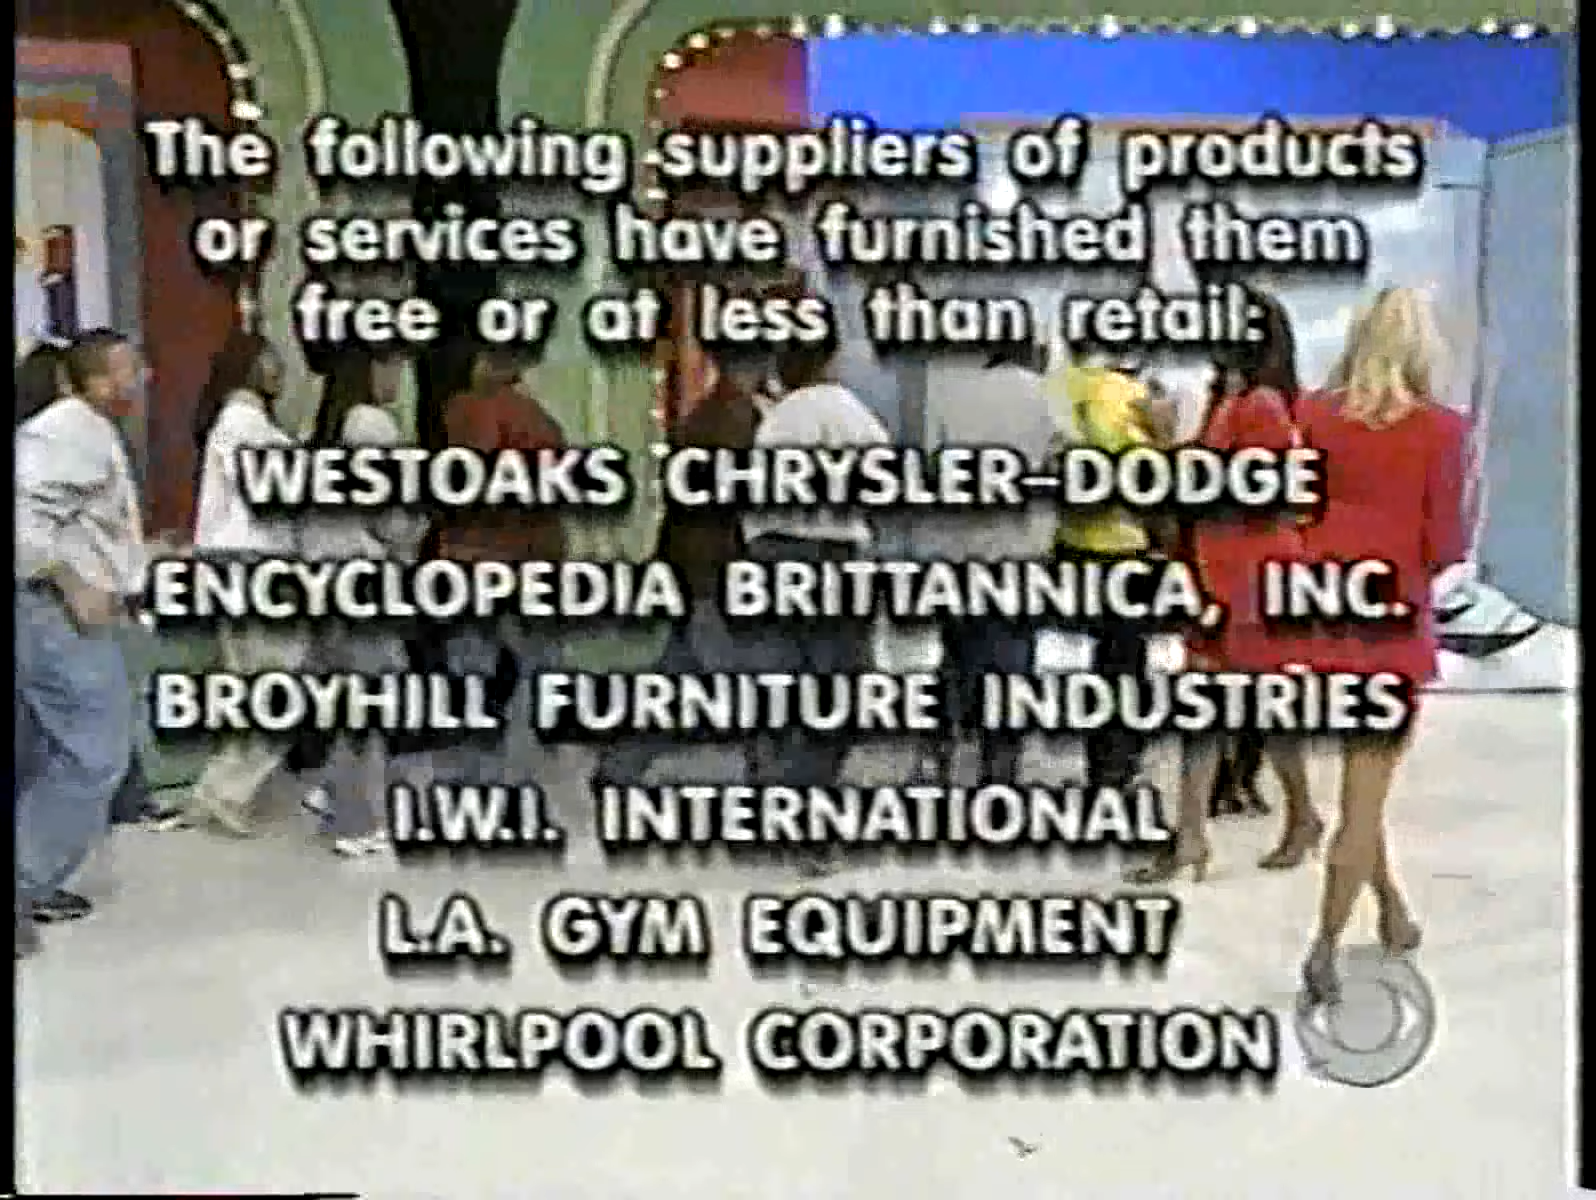 The following suppliers of products
or services have furnished them
free or at less than retail:
WESTOAKS CHRYSLER-DODGE
ENCYCLOPEDIA BRITTANNICA, INC.
BROYHILL FURNITURE INDUSTRIES
I.W.I. INTERNATIONAL
L.A. GYM EQUIPMENT
WHIRLPOOL CORPORATION